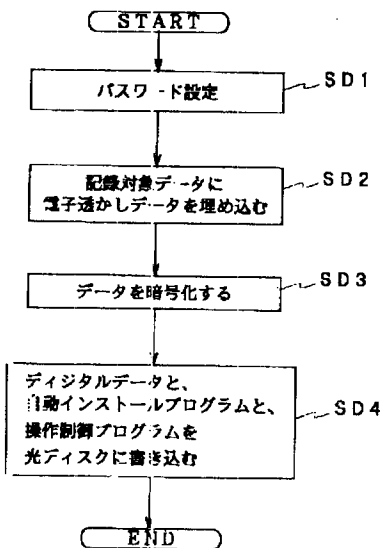 START
パスワード設定
SD1
記録対象データに
電子透かしデータを埋め込む
SD2
データを暗号化する
SD3
ディジタルデータと、
自動インストールプログラムと、
操作制御プログラムを
光ディスクに書き込む
SD4
END